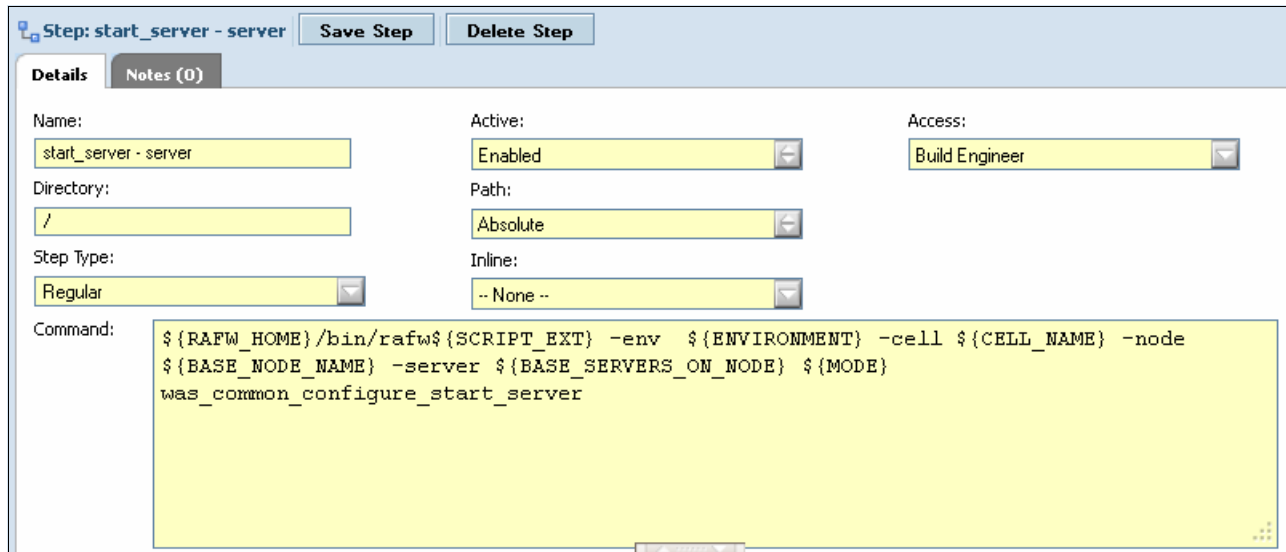 Step: start_server - server Save Step Delete Step
Details Notes (0)
Name: Active: Access:
start_server - server Enabled Build Engineer
Directory: Path:
/ Absolute
Step Type: Inline:
Regular -- None --
Command: ${RAFW_HOME}/bin/rafw${SCRIPT_EXT} -env  ${ENVIRONMENT} -cell ${CELL_NAME} -node
${BASE_NODE_NAME} -server ${BASE_SERVERS_ON_NODE} ${MODE}
was_common_configure_start_server